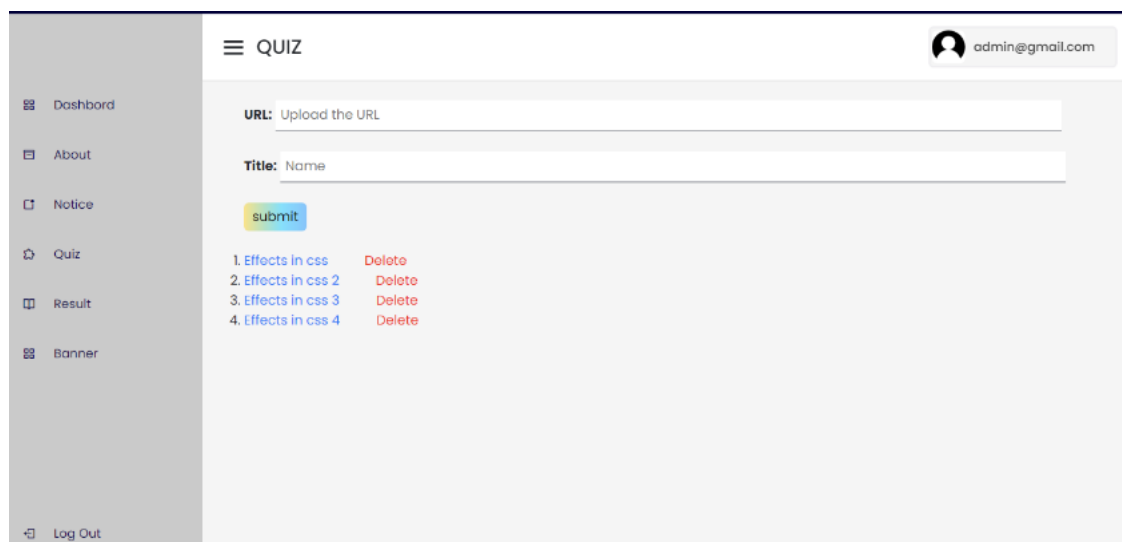 QUIZ
admin@gmail.com
Dashbord
About
Notice
Quiz
Result
Banner
Log Out
URL: Upload the URL
Title: Name
submit
1. Effects in css Delete
2. Effects in css 2 Delete
3. Effects in css 3 Delete
4. Effects in css 4 Delete